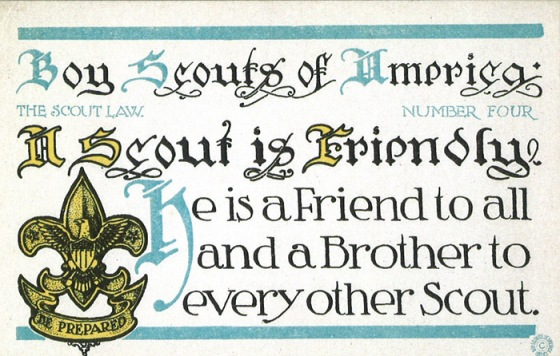 Boy Scouts of America:
THE SCOUT LAW. NUMBER FOUR
A Scout is Friendly.
He is a Friend to all
and a Brother to
every other Scout.
BE PREPARED